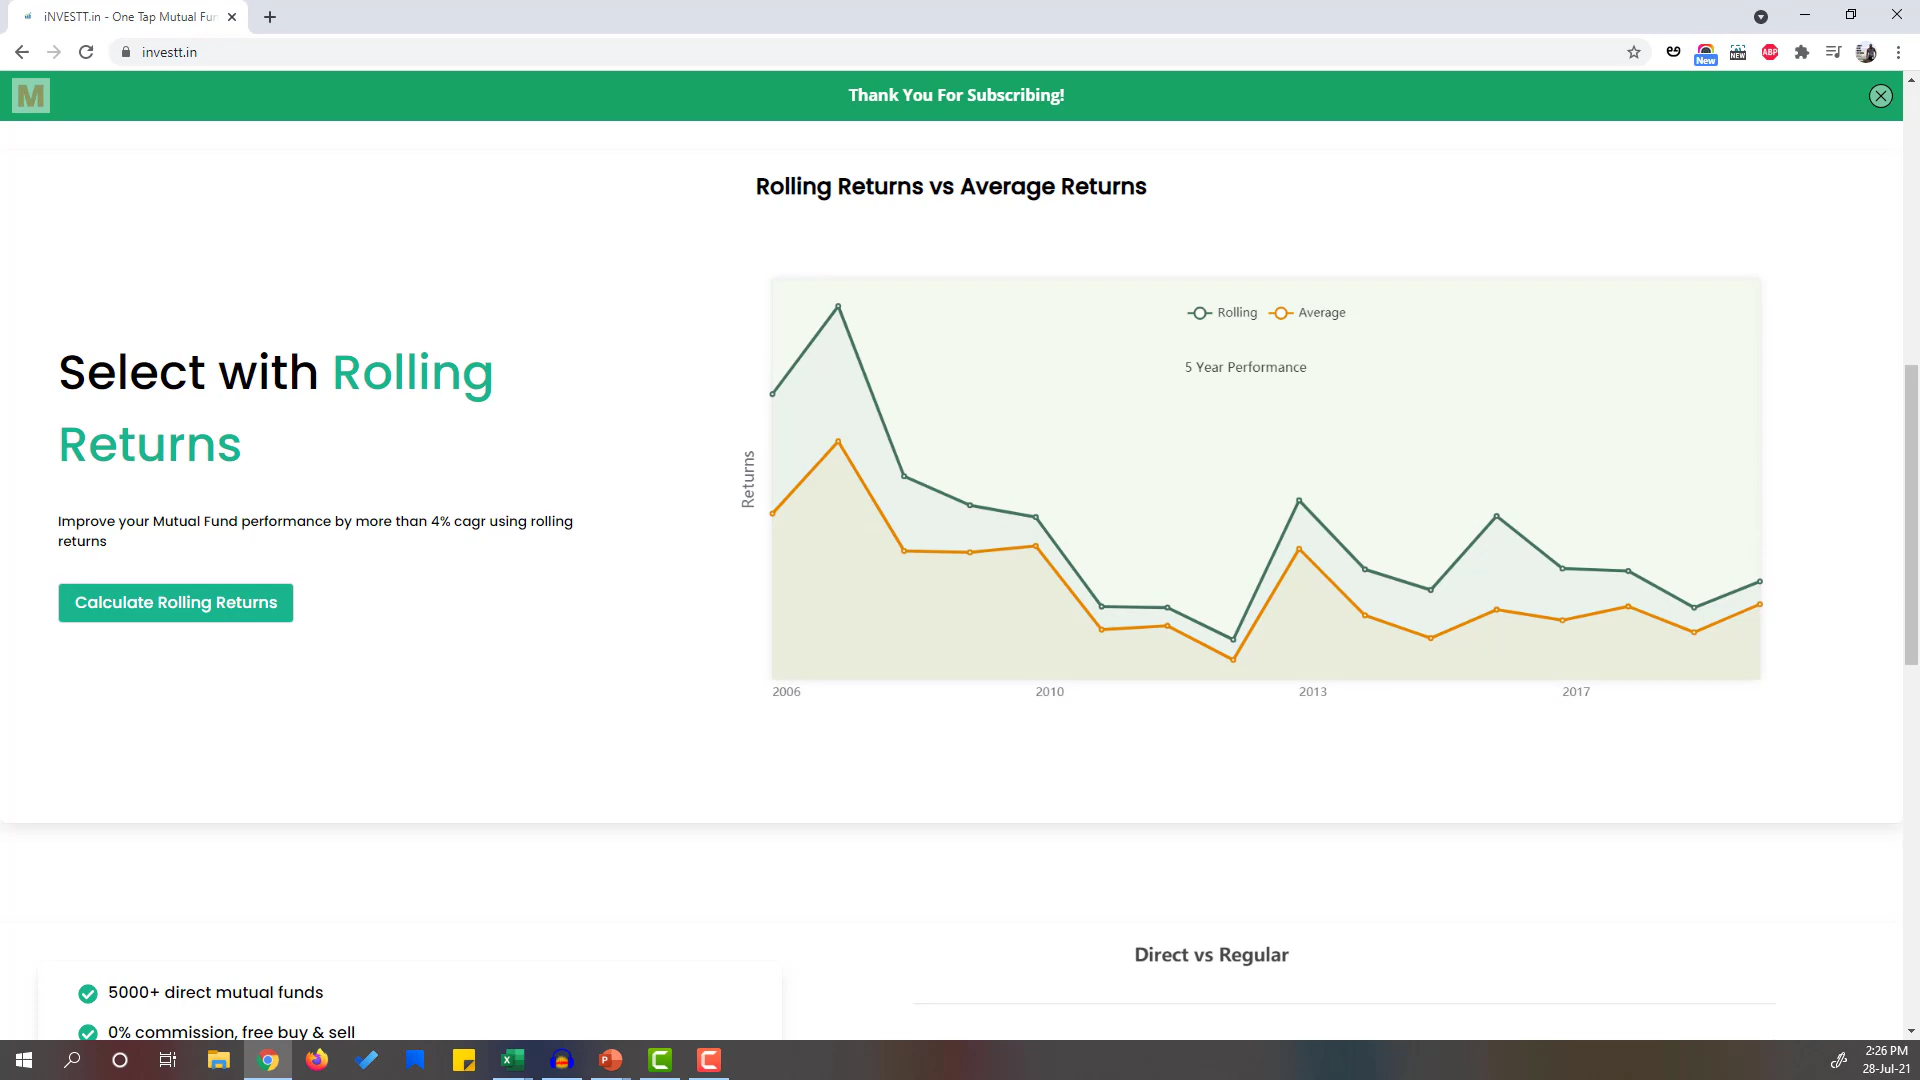 iNVESTT.in - One Tap Mutual Fun
investt.in
New
NEW
ABP
M
Thank You For Subscribing!
Rolling Returns vs Average Returns
Select with Rolling
Returns
Improve your Mutual Fund performance by more than 4% cagr using rolling
returns
Calculate Rolling Returns
Rolling
Average
5 Year Performance
Returns
2006
2010
2013
2017
5000+ direct mutual funds
0% commission, free buy & sell
Direct vs Regular
2:26 PM
28-Jul-21